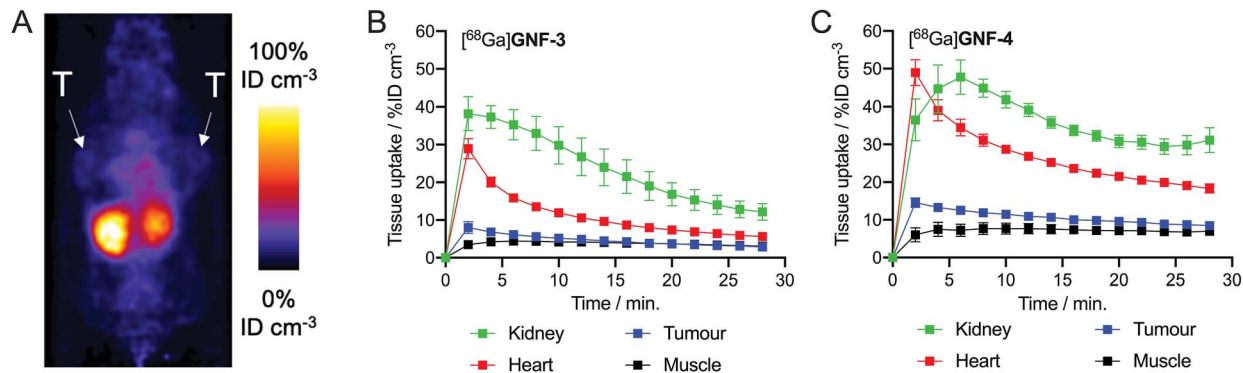 A
T
T
100%
ID cm⁻³
0%
ID cm⁻³
B
[⁶⁸Ga]GNF-3
Tissue uptake / %ID cm⁻³
60
50
40
30
20
10
0
0 5 10 15 20 25 30
Time / min.
Kidney Tumour
Heart Muscle
C
[⁶⁸Ga]GNF-4
Tissue uptake / %ID cm⁻³
60
50
40
30
20
10
0
0 5 10 15 20 25 30
Time / min.
Kidney Tumour
Heart Muscle